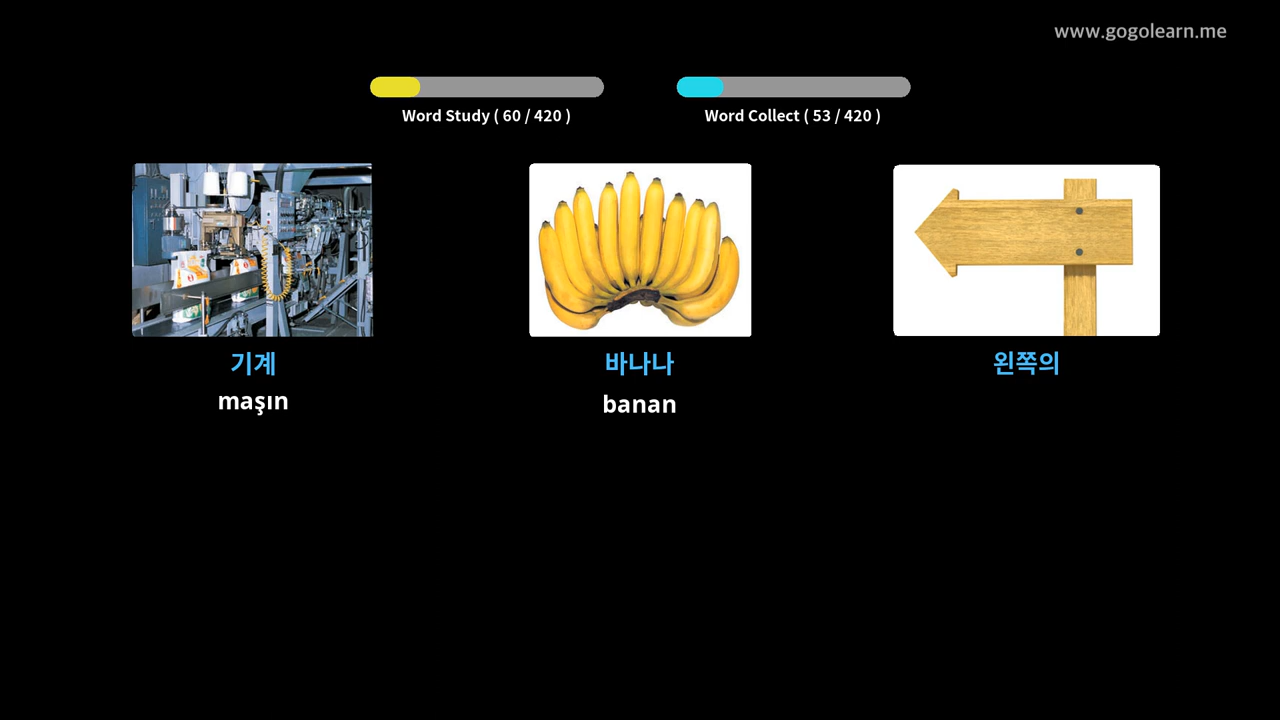 www.gogolearn.me
Word Study ( 60 / 420 )
Word Collect ( 53 / 420 )
기계
maşın
바나나
banan
왼쪽의